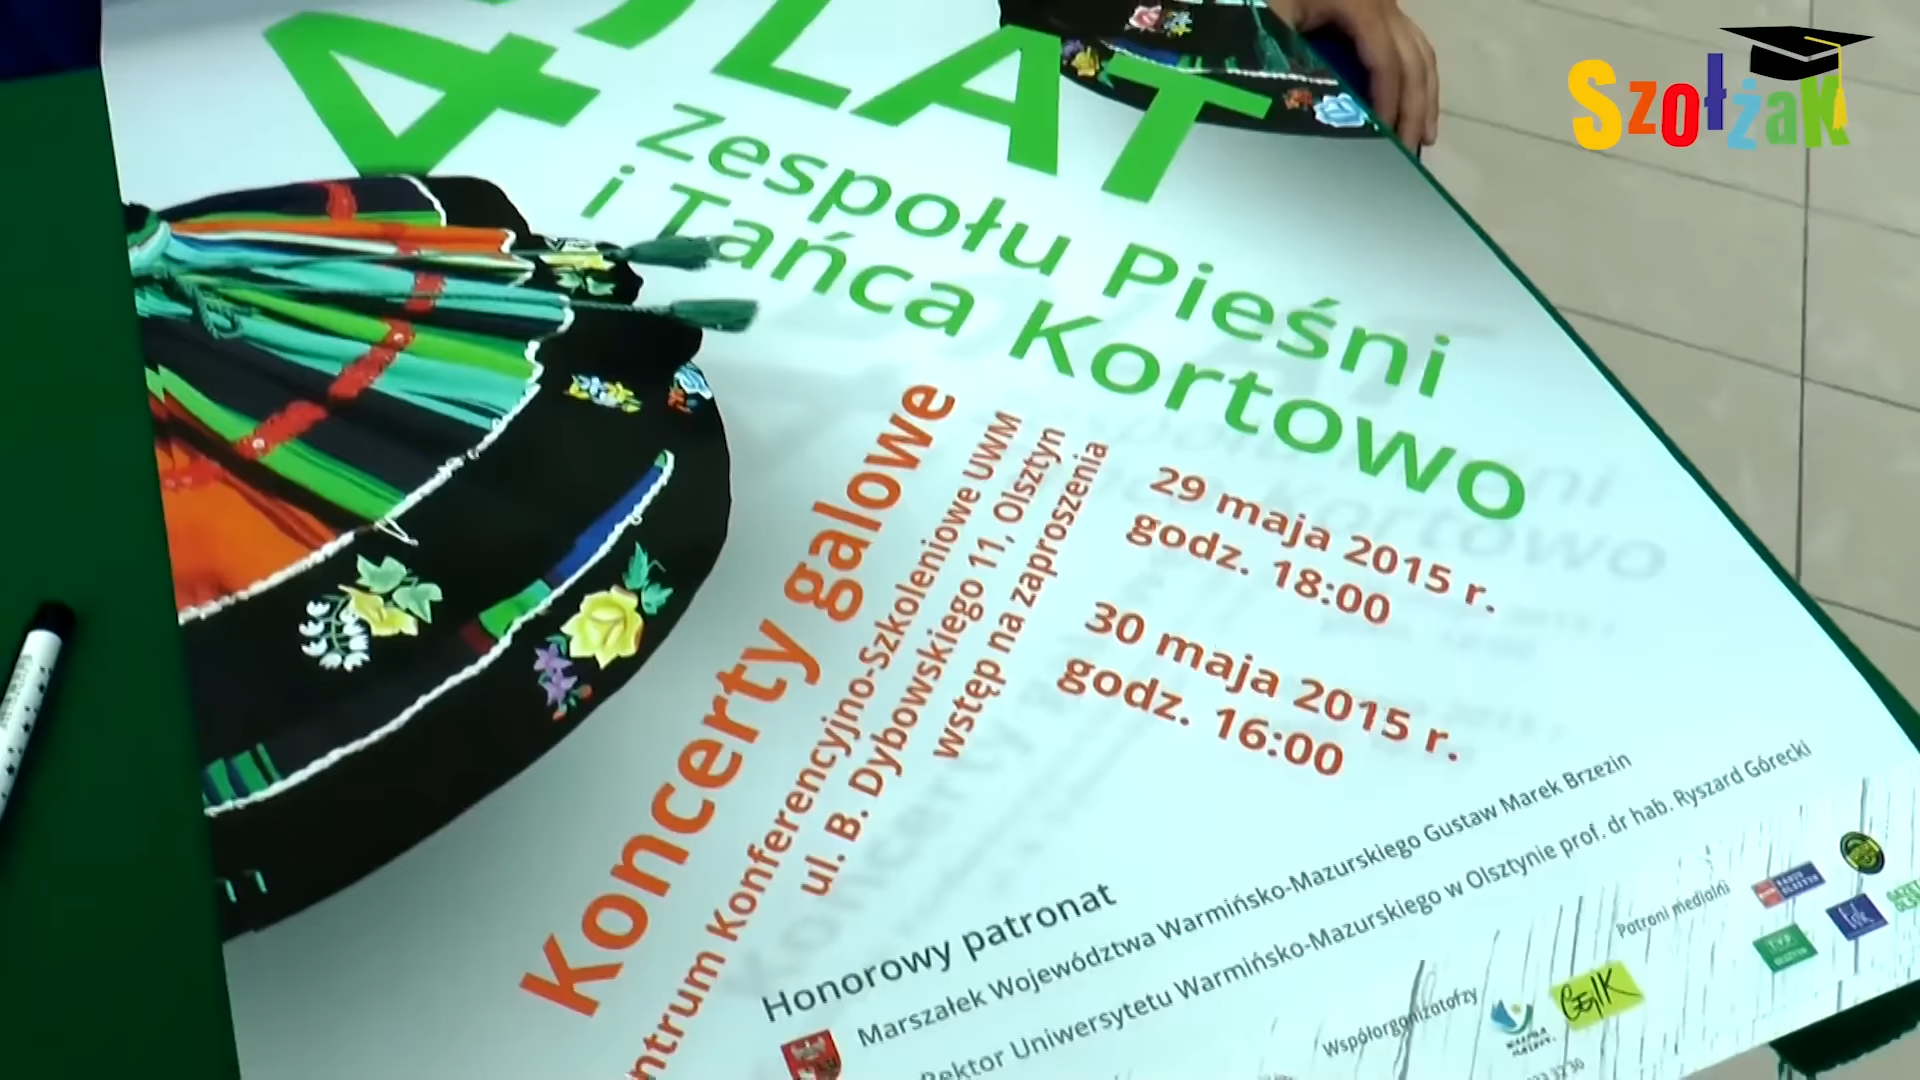 Szołżak
LAT
Zespołu Pieśni
i Tańca Kortowo
Koncerty galowe
Konferencyjno-Szkoleniowe UWM
ul. B. Dybowskiego 11, Olsztyn
wstęp na zaproszenia
29 maja 2015 r.
godz. 18:00
30 maja 2015 r.
godz. 16:00
Honorowy patronat
Marszałek Województwa Warmińsko-Mazurskiego Gustaw Marek Brzezin
Rektor Uniwersytetu Warmińsko-Mazurskiego w Olsztynie prof. dr hab. Ryszard Górecki
Patroni medialni
Współorganizatorzy